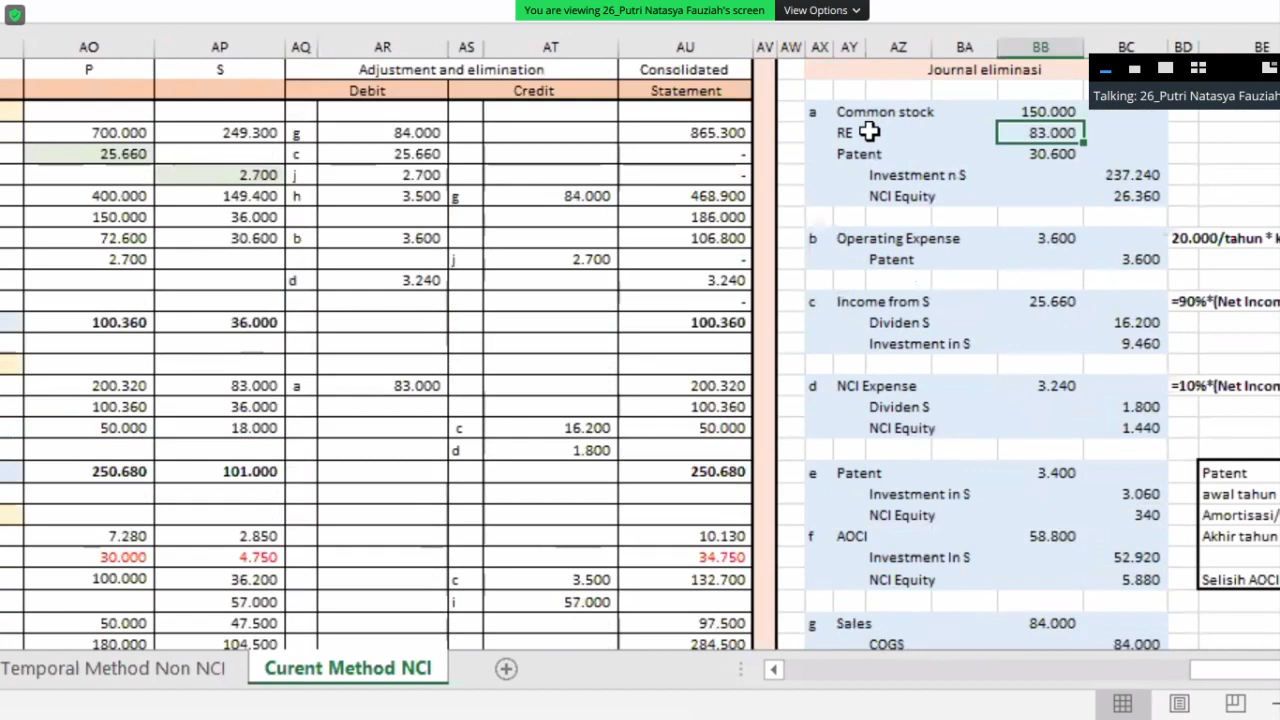 You are viewing 26_Putri Natasya Fauziah's screen View Options
AO AP AQ AR AS AT AU AV AW AX AY AZ BA BB BC BD BE
P S Adjustment and elimination Consolidated Journal eliminasi
Debit Credit Statement
Talking: 26_Putri Natasya Fauziah
a Common stock 150.000
700.000 249.300 g 84.000 865.300 RE 83.000
25.660 c 25.660 - Patent 30.600
2.700 j 2.700 - Investment n S 237.240
400.000 149.400 h 3.500 g 84.000 468.900 NCI Equity 26.360
150.000 36.000 186.000
72.600 30.600 b 3.600 106.800 b Operating Expense 3.600 20.000/tahun * k
2.700 j 2.700 - Patent 3.600
d 3.240 3.240
- c Income from S 25.660 =90%*(Net Incon
100.360 36.000 100.360 Dividen S 16.200
Investment in S 9.460
200.320 83.000 a 83.000 200.320 d NCI Expense 3.240 =10%*(Net Incon
100.360 36.000 100.360 Dividen S 1.800
50.000 18.000 c 16.200 50.000 NCI Equity 1.440
d 1.800
250.680 101.000 250.680 e Patent 3.400 Patent
Investment in S 3.060 awal tahun
NCI Equity 340 Amortisasi/
7.280 2.850 10.130 f AOCI 58.800 Akhir tahun
30.000 4.750 34.750 Investment In S 52.920
100.000 36.200 c 3.500 132.700 NCI Equity 5.880 Selisih AOCI
57.000 i 57.000 -
50.000 47.500 97.500 g Sales 84.000
180.000 104.500 284.500 COGS 84.000
Temporal Method Non NCI Curent Method NCI